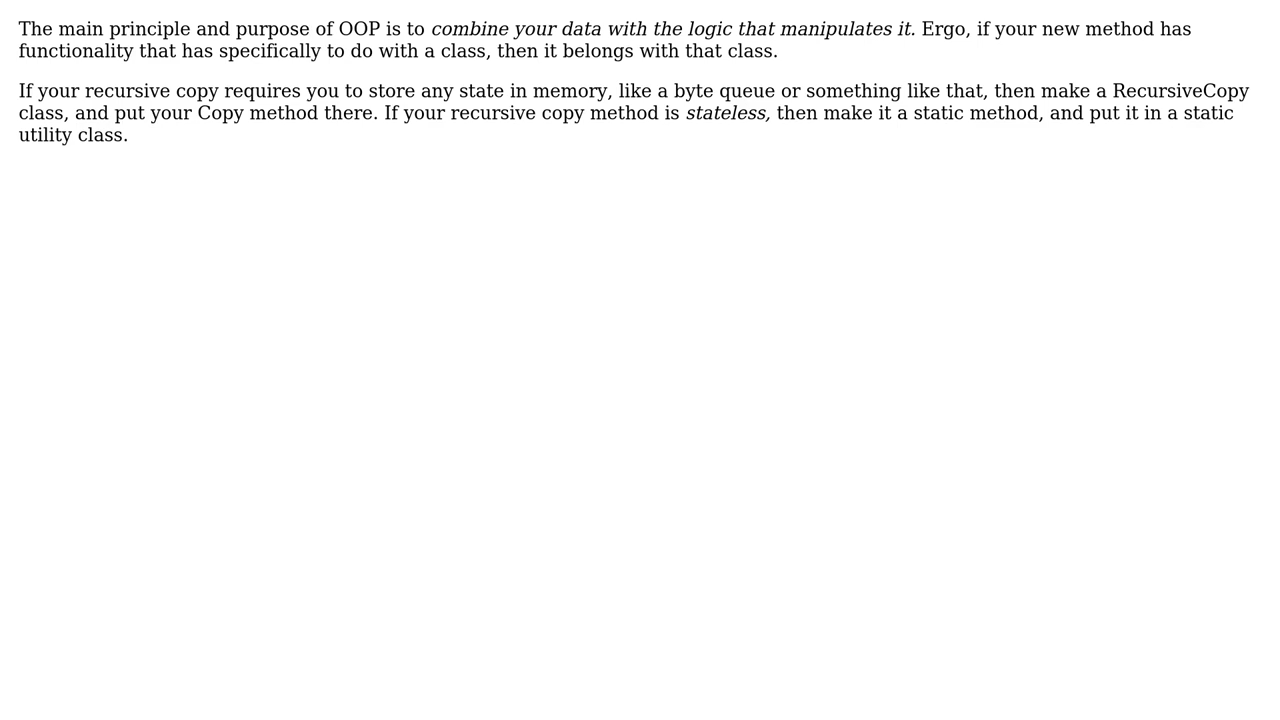 The main principle and purpose of OOP is to combine your data with the logic that manipulates it. Ergo, if your new method has
functionality that has specifically to do with a class, then it belongs with that class.
If your recursive copy requires you to store any state in memory, like a byte queue or something like that, then make a RecursiveCopy
class, and put your Copy method there. If your recursive copy method is stateless, then make it a static method, and put it in a static
utility class.